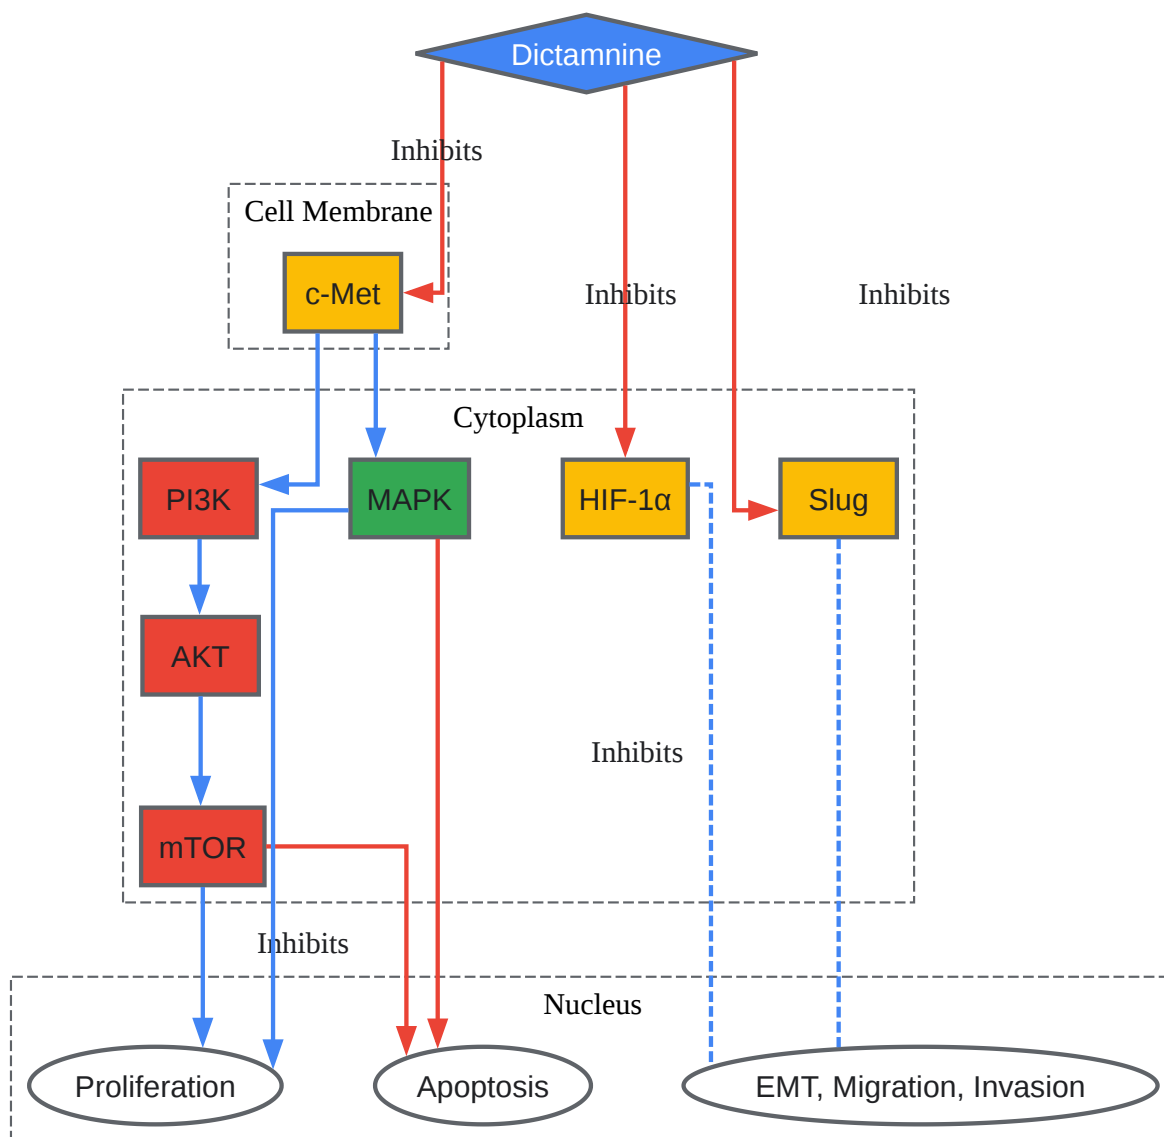 Dictamnine
Inhibits
Cell Membrane
c-Met
Inhibits
Inhibits
Cytoplasm
PI3K
MAPK
HIF-1α
Slug
AKT
Inhibits
mTOR
Inhibits
Nucleus
Proliferation
Apoptosis
EMT, Migration, Invasion